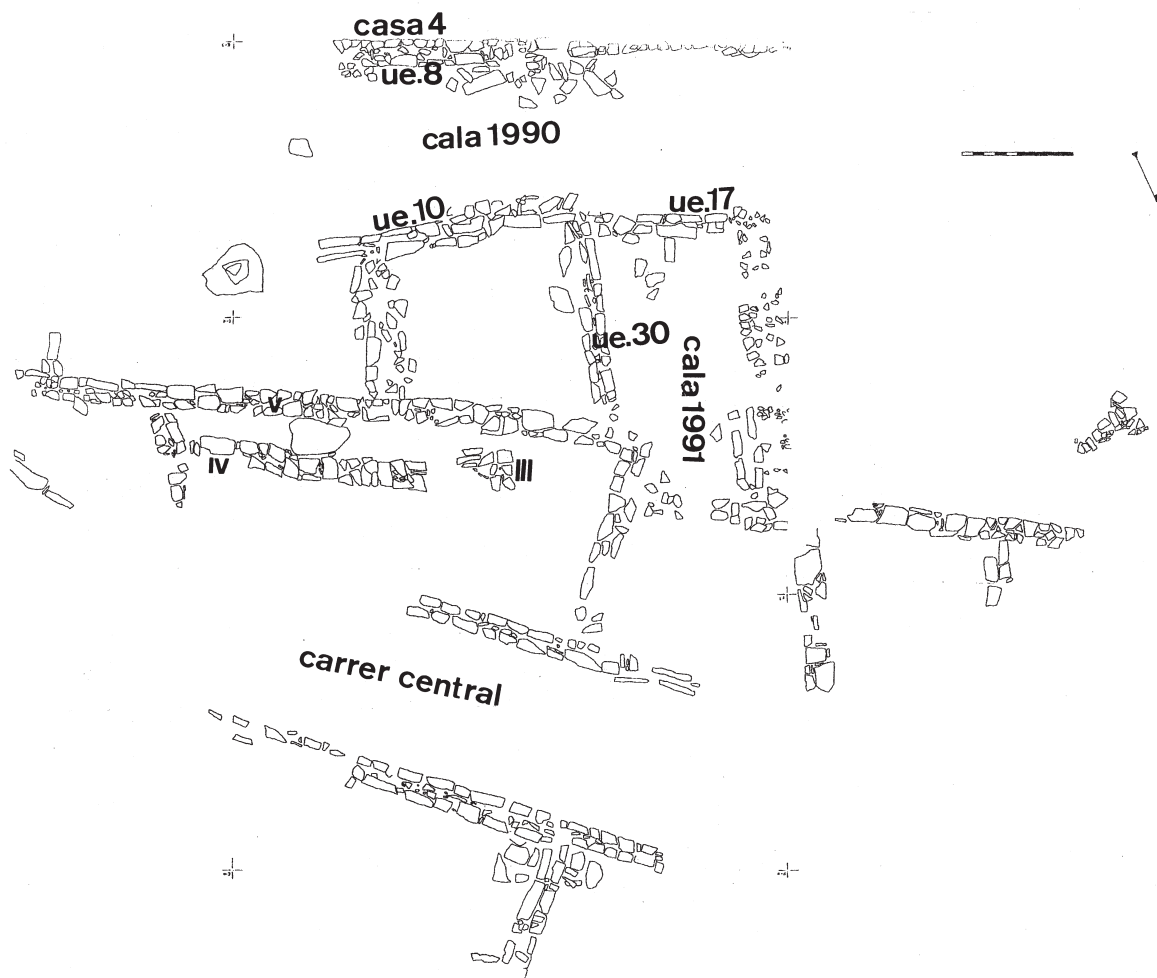 casa 4
ue.8
cala 1990
ue.10
ue.17
ue.30
cala 1991
V
IV
III
carrer central